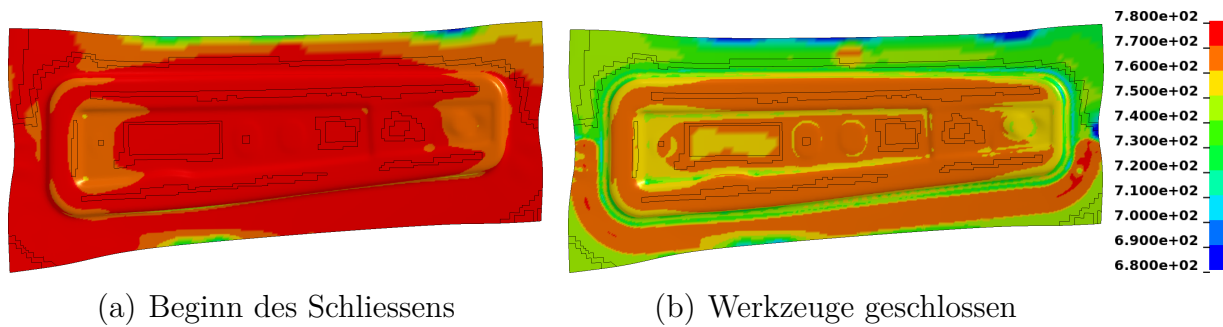 7.800e+02
7.700e+02
7.600e+02
7.500e+02
7.400e+02
7.300e+02
7.200e+02
7.100e+02
7.000e+02
6.900e+02
6.800e+02
(a) Beginn des Schliessens
(b) Werkzeuge geschlossen